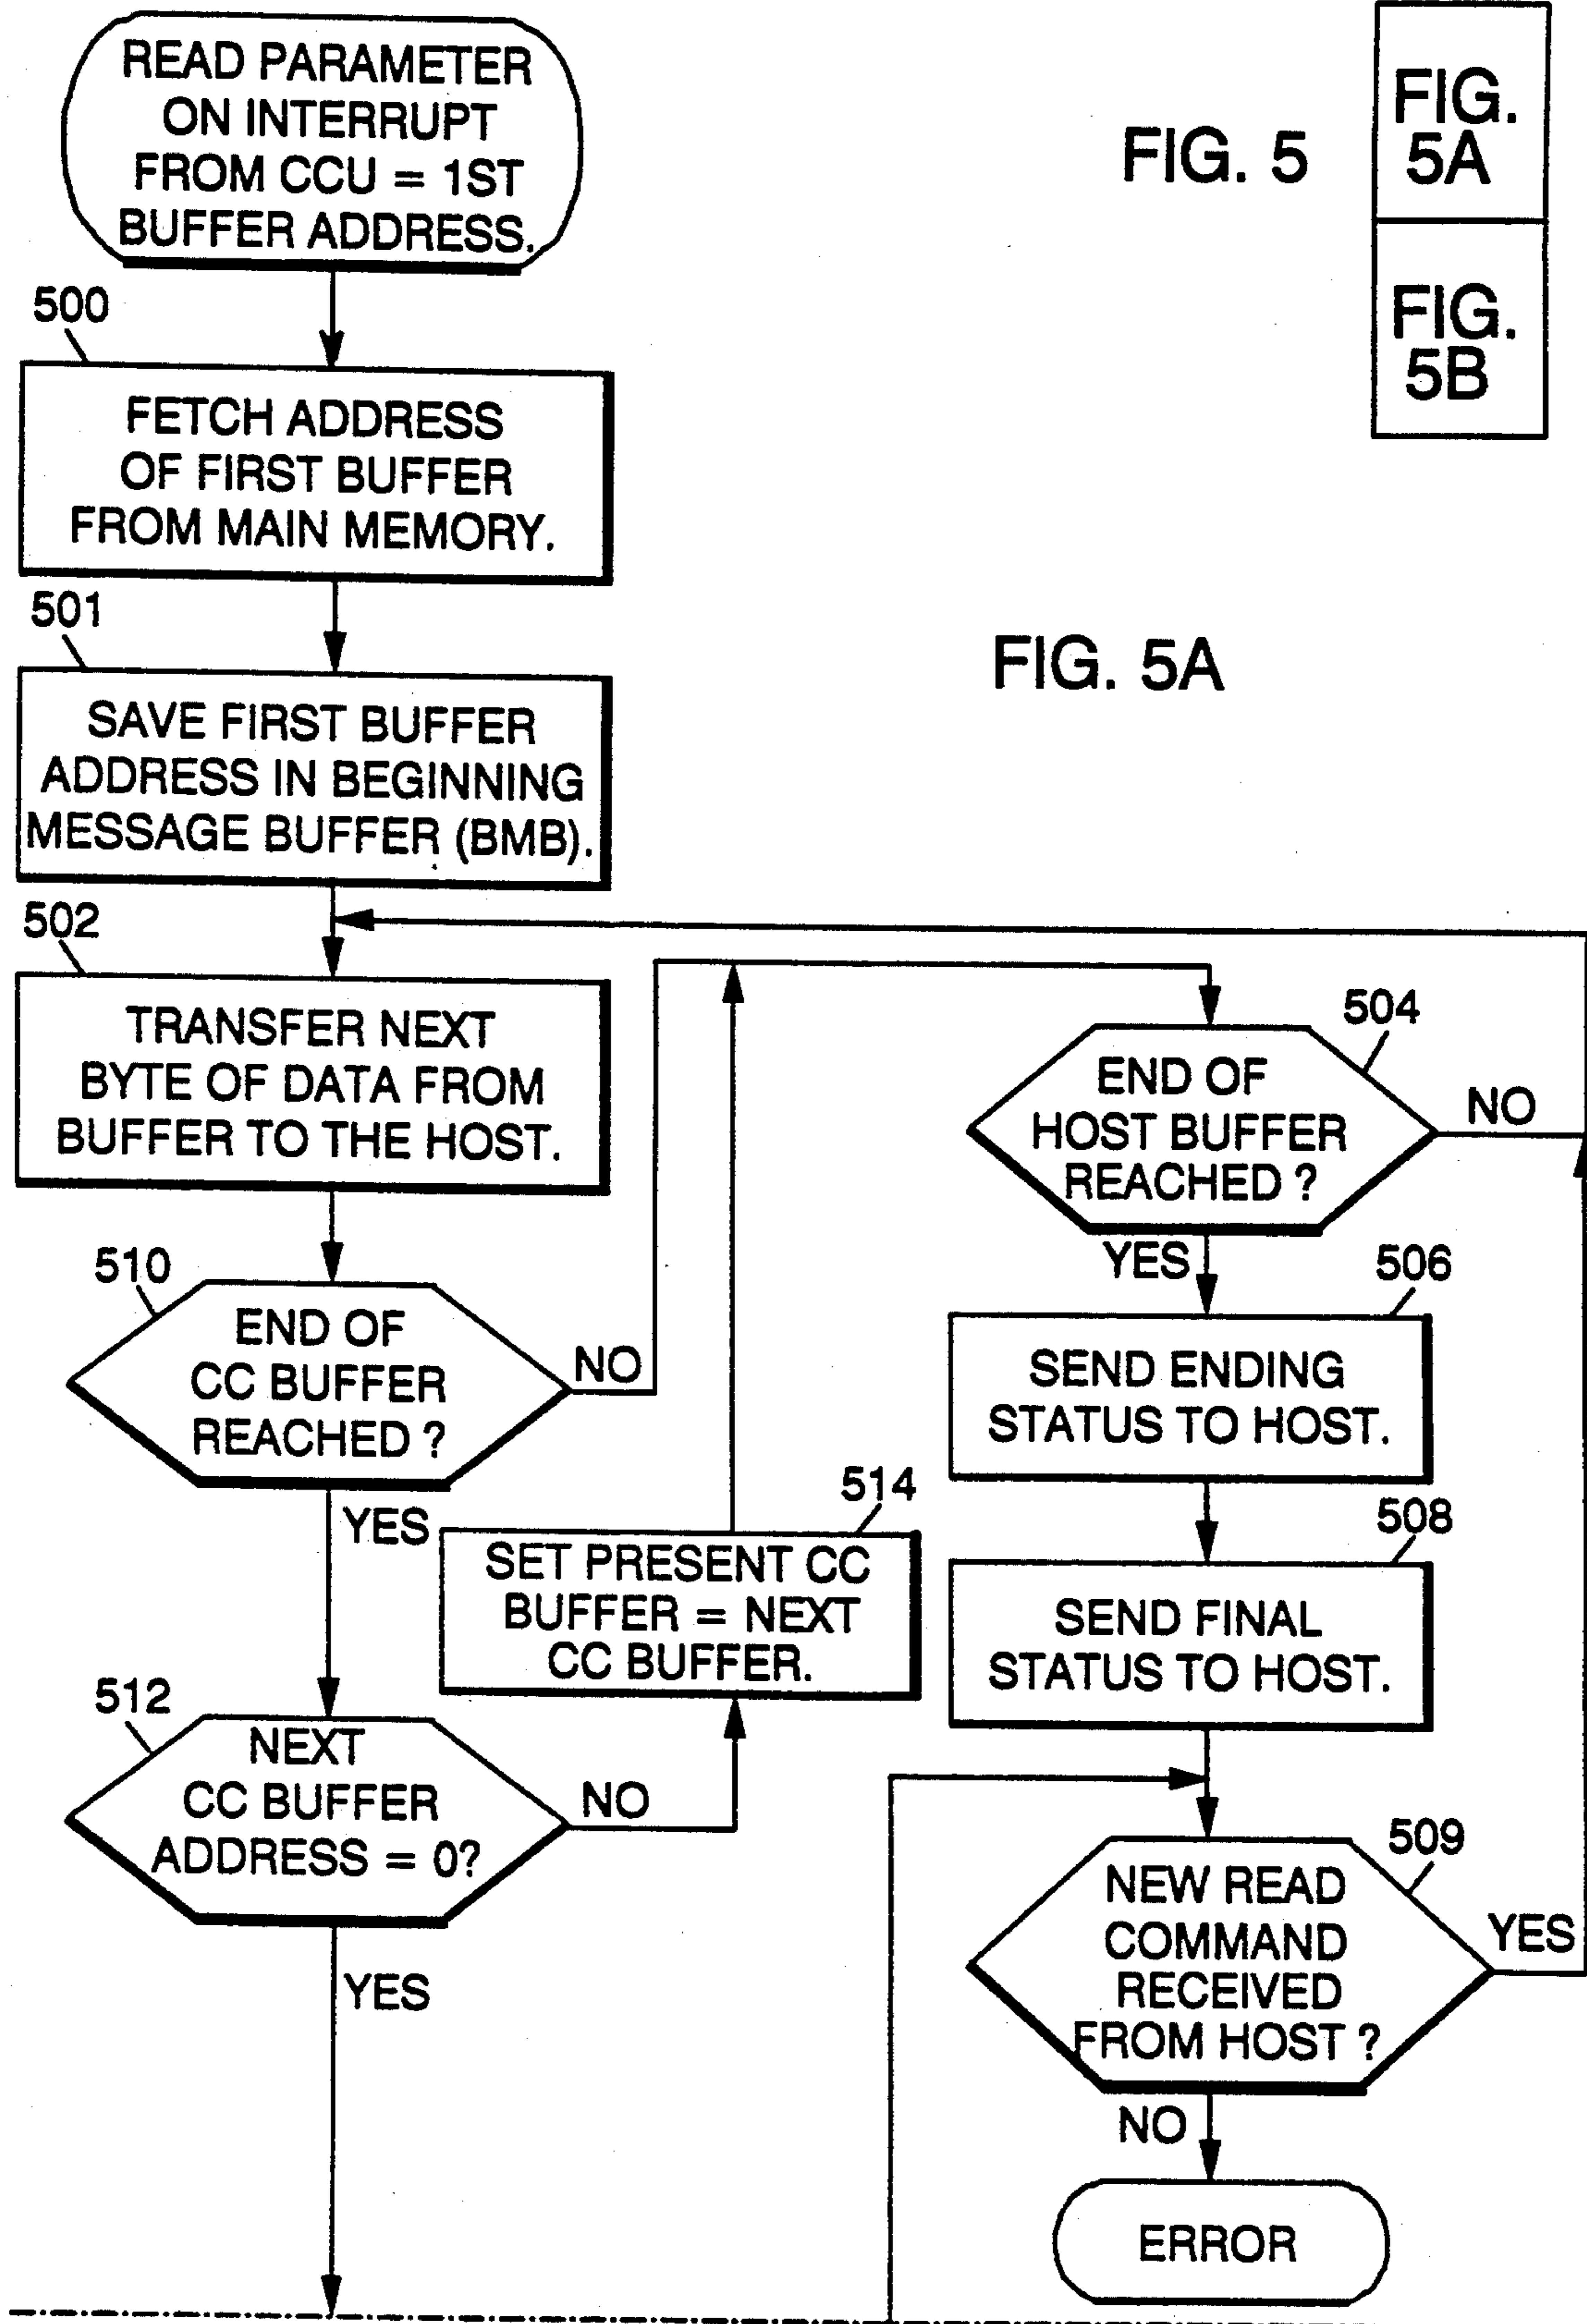 READ PARAMETER
ON INTERRUPT
FROM CCU = 1ST
BUFFER ADDRESS.
FIG. 5
FIG.
5A
FIG.
5B
500
FETCH ADDRESS
OF FIRST BUFFER
FROM MAIN MEMORY.
501
SAVE FIRST BUFFER
ADDRESS IN BEGINNING
MESSAGE BUFFER (BMB).
FIG. 5A
502
TRANSFER NEXT
BYTE OF DATA FROM
BUFFER TO THE HOST.
510
END OF
CC BUFFER
REACHED ?
NO
YES
512
NEXT
CC BUFFER
ADDRESS = 0?
NO
YES
514
SET PRESENT CC
BUFFER = NEXT
CC BUFFER.
504
END OF
HOST BUFFER
REACHED ?
NO
YES
506
SEND ENDING
STATUS TO HOST.
508
SEND FINAL
STATUS TO HOST.
509
NEW READ
COMMAND
RECEIVED
FROM HOST ?
YES
NO
ERROR